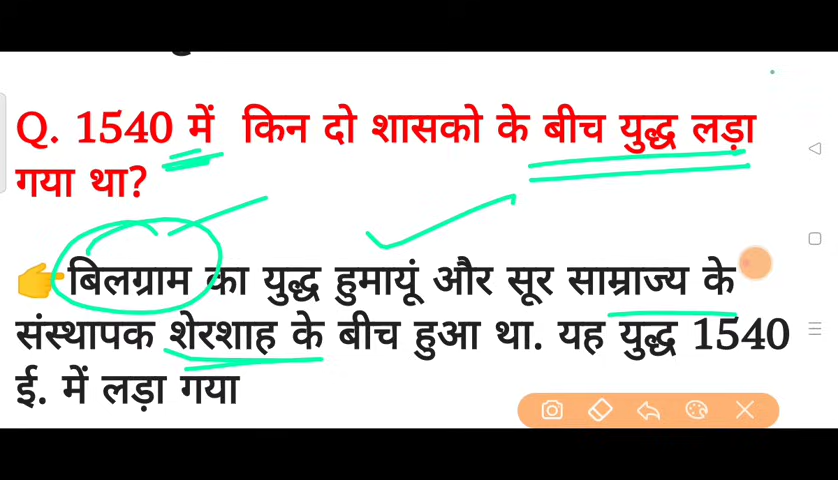 Q. 1540 में किन दो शासको के बीच युद्ध लड़ा
गया था?
👉 बिलग्राम का युद्ध हुमायूं और सूर साम्राज्य के
संस्थापक शेरशाह के बीच हुआ था. यह युद्ध 1540
ई. में लड़ा गया